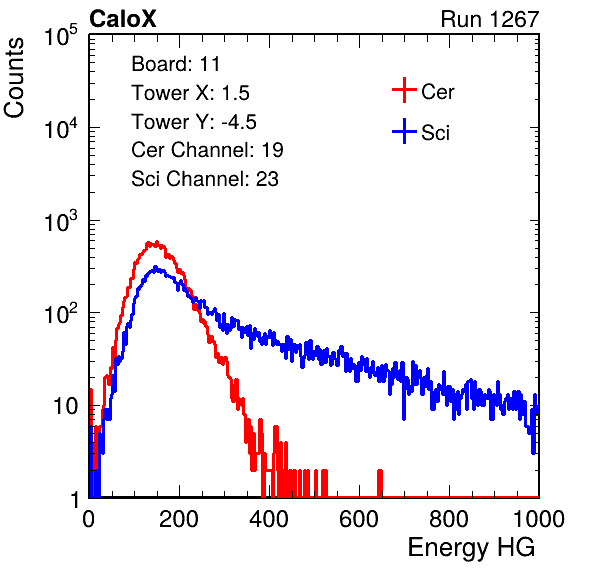 CaloX Run 1267
Counts
10^5
10^4
10^3
10^2
10
1
Board: 11
Tower X: 1.5
Tower Y: -4.5
Cer Channel: 19
Sci Channel: 23
Cer
Sci
0 200 400 600 800 1000
Energy HG